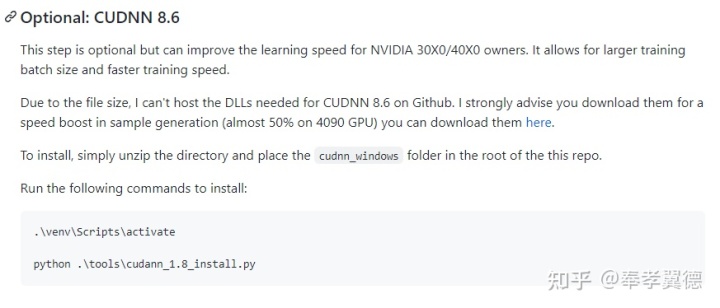 Optional: CUDNN 8.6
This step is optional but can improve the learning speed for NVIDIA 30X0/40X0 owners. It allows for larger training
batch size and faster training speed.
Due to the file size, I can't host the DLLs needed for CUDNN 8.6 on Github. I strongly advise you download them for a
speed boost in sample generation (almost 50% on 4090 GPU) you can download them here.
To install, simply unzip the directory and place the cudnn_windows folder in the root of the this repo.
Run the following commands to install:
.\venv\Scripts\activate
python .\tools\cudann_1.8_install.py
知乎 @奉孝翼德